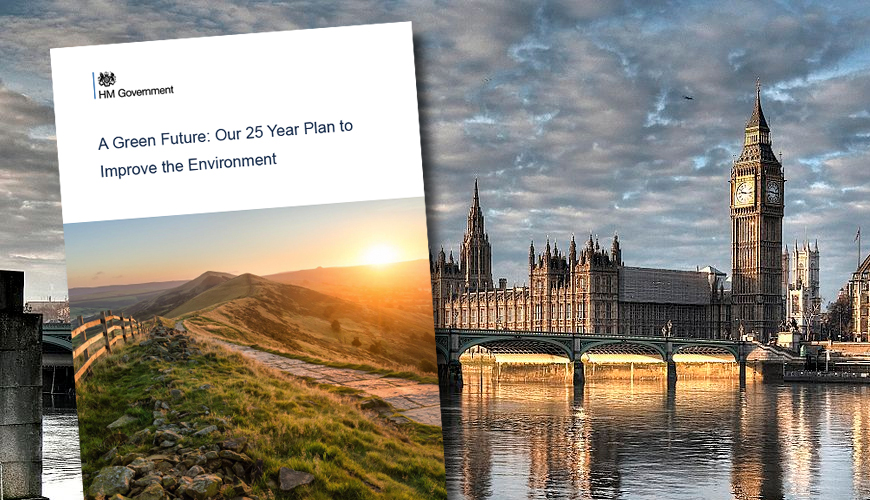 HM Government
A Green Future: Our 25 Year Plan to
Improve the Environment